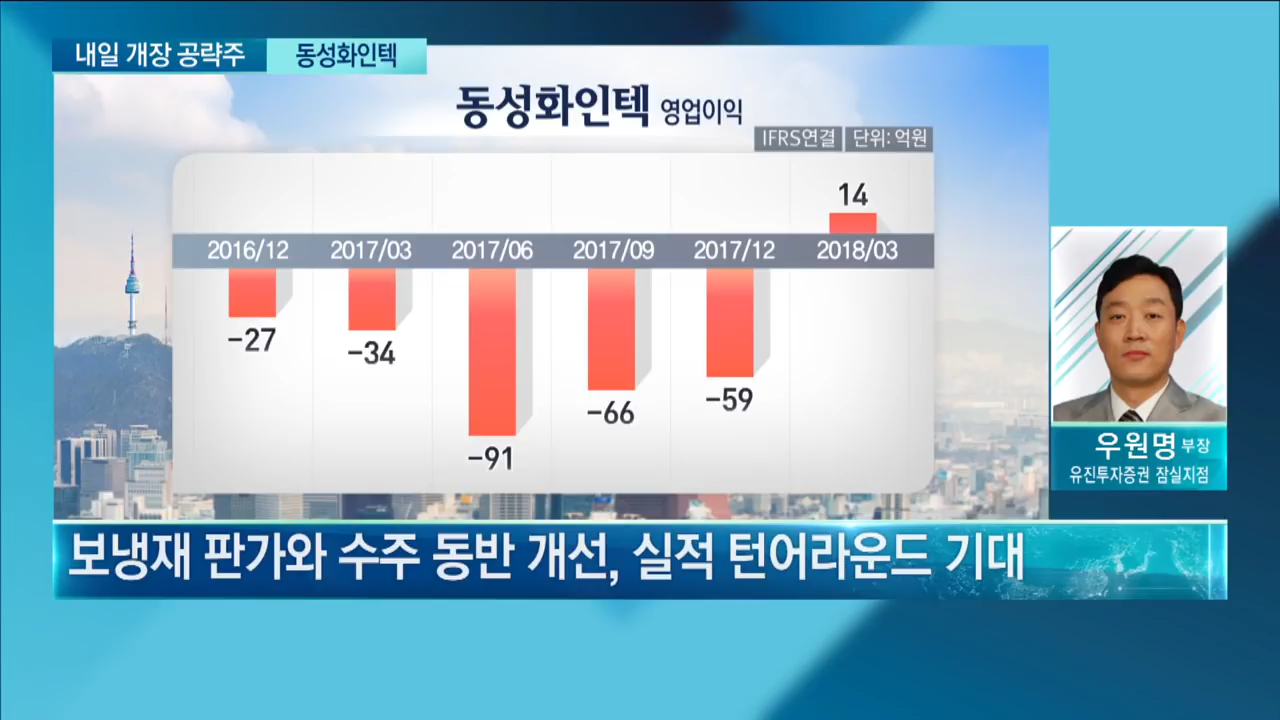 내일 개장 공략주 동성화인텍
동성화인텍 영업이익
IFRS연결 단위: 억원
14
2016/12 2017/03 2017/06 2017/09 2017/12 2018/03
-27
-34
-91
-66
-59
우원명 부장
유진투자증권 잠실지점
보냉재 판가와 수주 동반 개선, 실적 턴어라운드 기대